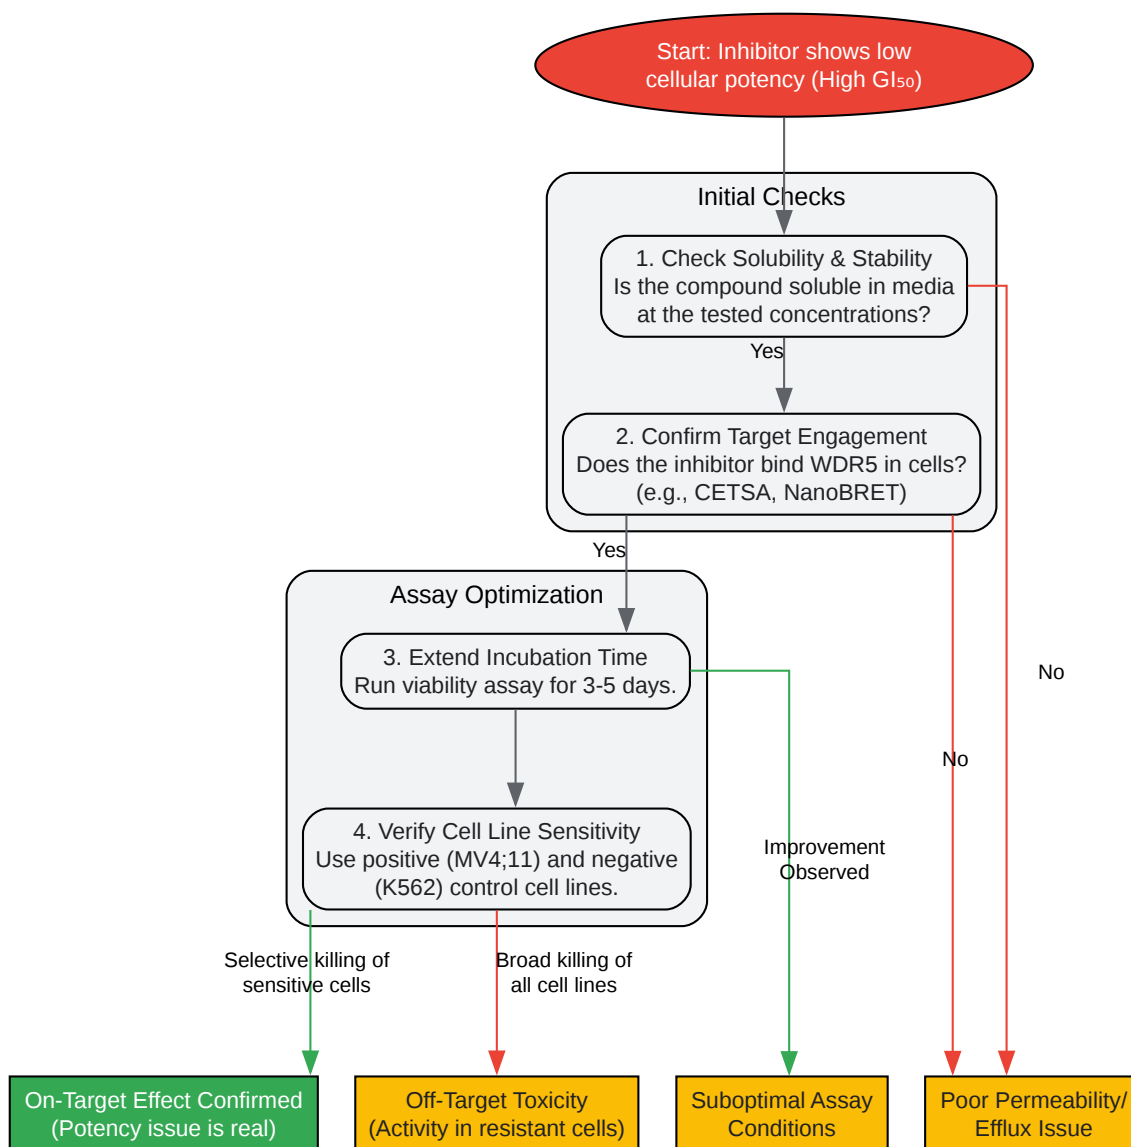 Start: Inhibitor shows low
cellular potency (High GI₅₀)
Initial Checks
1. Check Solubility & Stability
Is the compound soluble in media
at the tested concentrations?
Yes
2. Confirm Target Engagement
Does the inhibitor bind WDR5 in cells?
(e.g., CETSA, NanoBRET)
Yes
Assay Optimization
3. Extend Incubation Time
Run viability assay for 3-5 days.
No
No
4. Verify Cell Line Sensitivity
Use positive (MV4;11) and negative
(K562) control cell lines.
Improvement
Observed
Selective killing of
sensitive cells
Broad killing of
all cell lines
On-Target Effect Confirmed
(Potency issue is real)
Off-Target Toxicity
(Activity in resistant cells)
Suboptimal Assay
Conditions
Poor Permeability/
Efflux Issue